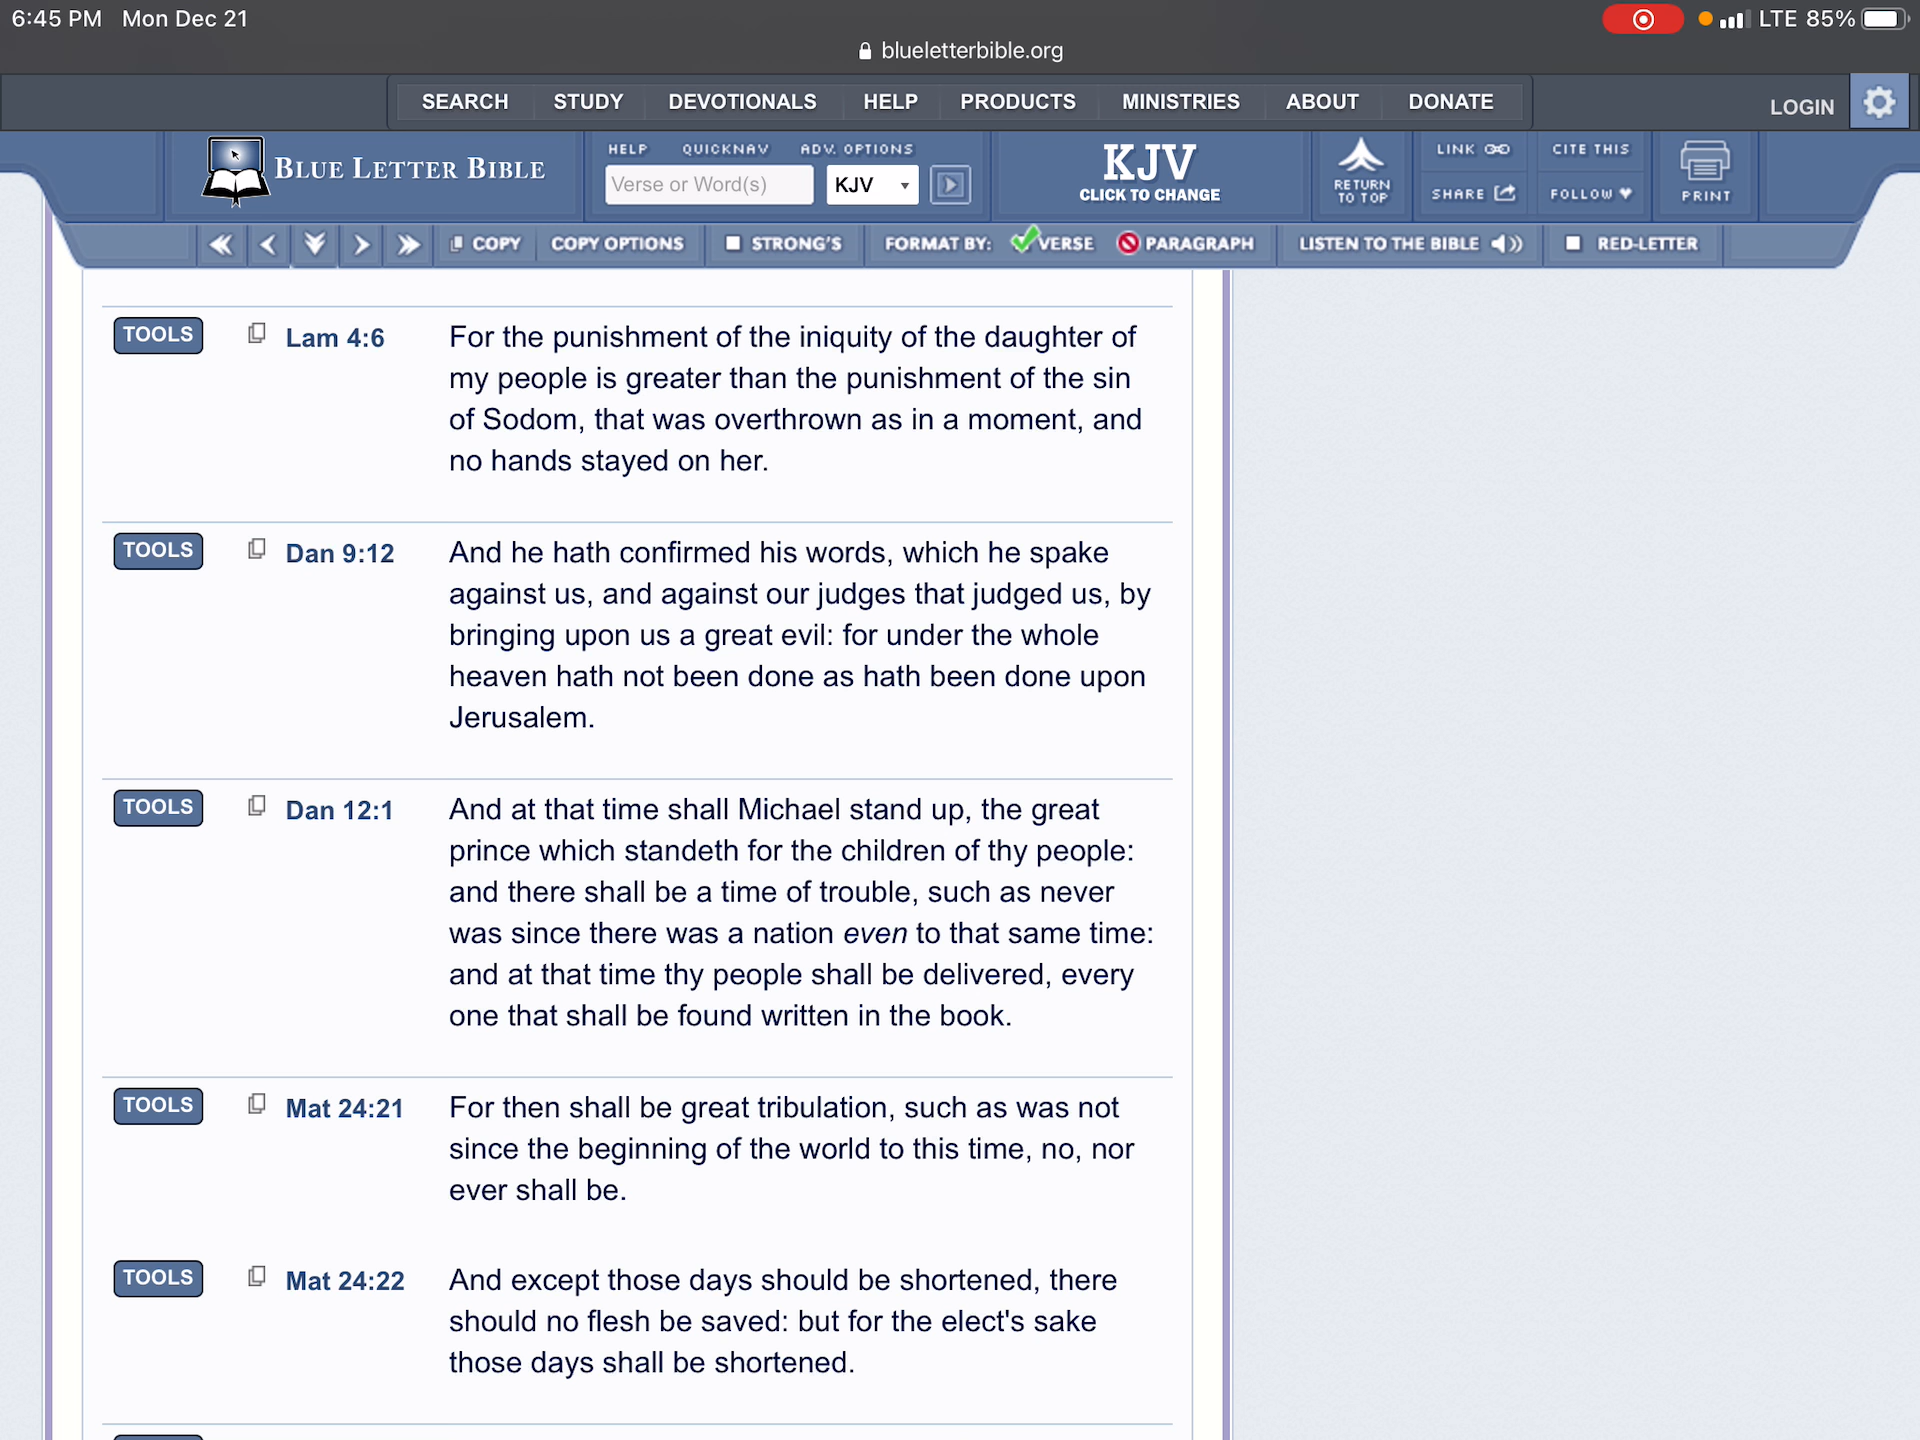 6:45 PM Mon Dec 21
LTE 85%
blueletterbible.org
SEARCH STUDY DEVOTIONALS HELP PRODUCTS MINISTRIES ABOUT DONATE
LOGIN
BLUE LETTER BIBLE
HELP QUICKNAV ADV. OPTIONS
Verse or Word(s) KJV
KJV
CLICK TO CHANGE
RETURN
TO TOP
LINK
SHARE
CITE THIS
FOLLOW
PRINT
COPY COPY OPTIONS STRONG'S FORMAT BY: VERSE PARAGRAPH LISTEN TO THE BIBLE RED-LETTER
TOOLS Lam 4:6 For the punishment of the iniquity of the daughter of
my people is greater than the punishment of the sin
of Sodom, that was overthrown as in a moment, and
no hands stayed on her.
TOOLS Dan 9:12 And he hath confirmed his words, which he spake
against us, and against our judges that judged us, by
bringing upon us a great evil: for under the whole
heaven hath not been done as hath been done upon
Jerusalem.
TOOLS Dan 12:1 And at that time shall Michael stand up, the great
prince which standeth for the children of thy people:
and there shall be a time of trouble, such as never
was since there was a nation even to that same time:
and at that time thy people shall be delivered, every
one that shall be found written in the book.
TOOLS Mat 24:21 For then shall be great tribulation, such as was not
since the beginning of the world to this time, no, nor
ever shall be.
TOOLS Mat 24:22 And except those days should be shortened, there
should no flesh be saved: but for the elect's sake
those days shall be shortened.